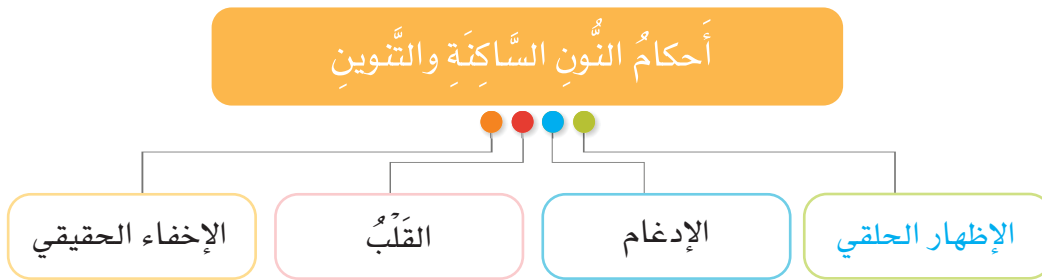 أَحكامُ النُّونِ السَّاكِنَةِ والتَّنوينِ
الإظهار الحلقي
الإدغام
القَلْبُ
الإخفاء الحقيقي